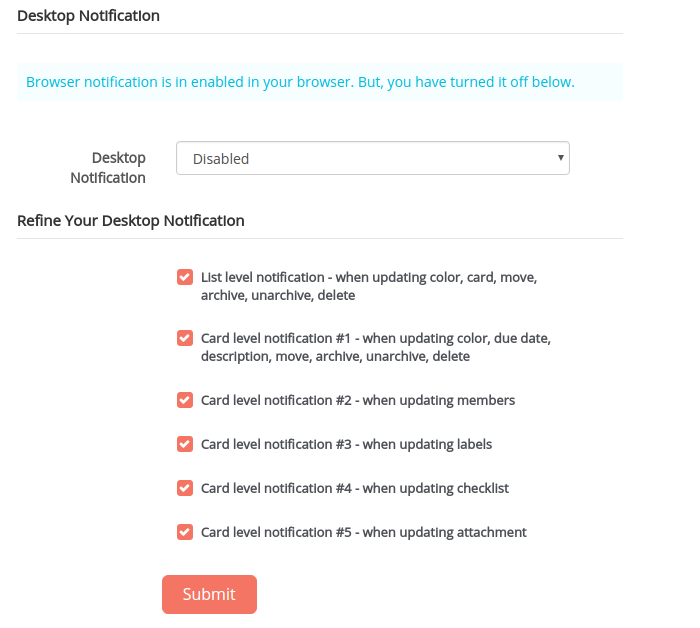 Desktop Notification
Browser notification is in enabled in your browser. But, you have turned it off below.
Desktop
Notification
Disabled
Refine Your Desktop Notification
List level notification - when updating color, card, move,
archive, unarchive, delete
Card level notification #1 - when updating color, due date,
description, move, archive, unarchive, delete
Card level notification #2 - when updating members
Card level notification #3 - when updating labels
Card level notification #4 - when updating checklist
Card level notification #5 - when updating attachment
Submit